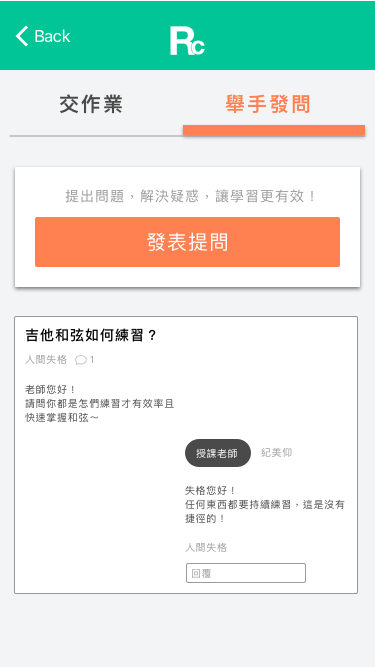 Back
Rc
交作業
舉手發問
提出問題，解決疑惑，讓學習更有效！
發表提問
吉他和弦如何練習？
人間失格 1
老師您好！
請問你都是怎們練習才有效率且
快速掌握和弦～
授課老師 紀美仰
失格您好！
任何東西都要持續練習，這是沒有
捷徑的！
人間失格
回覆